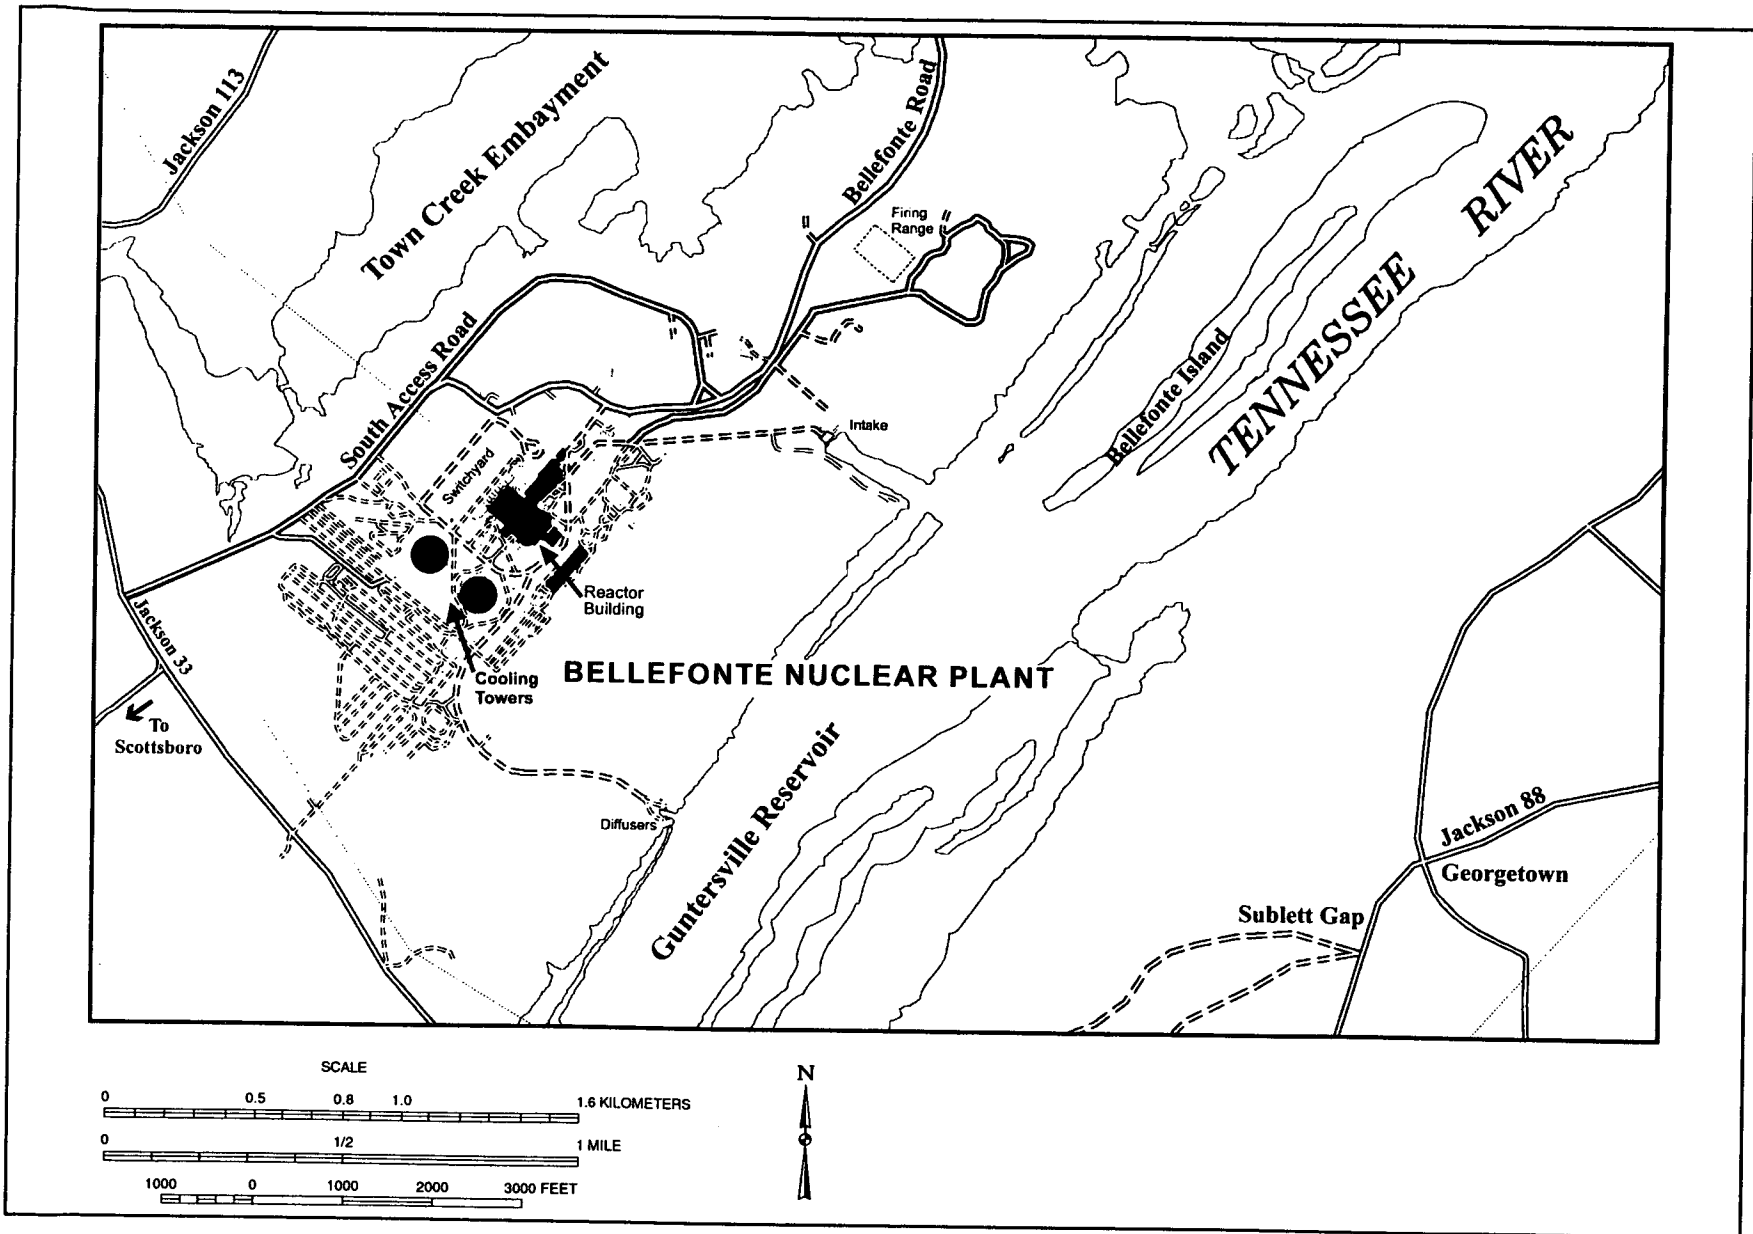 Jackson 113
Town Creek Embayment
Bellefonte Road
RIVER
TENNESSEE
Firing
Range
Bellefonte Island
South Access Road
Intake
Switchyard
Reactor
Building
Jackson 33
Cooling
Towers
BELLEFONTE NUCLEAR PLANT
To
Scottsboro
Diffusers
Guntersville Reservoir
Jackson 88
Georgetown
Sublett Gap
SCALE
0 0.5 0.8 1.0 1.6 KILOMETERS
0 1/2 1 MILE
1000 0 1000 2000 3000 FEET
N